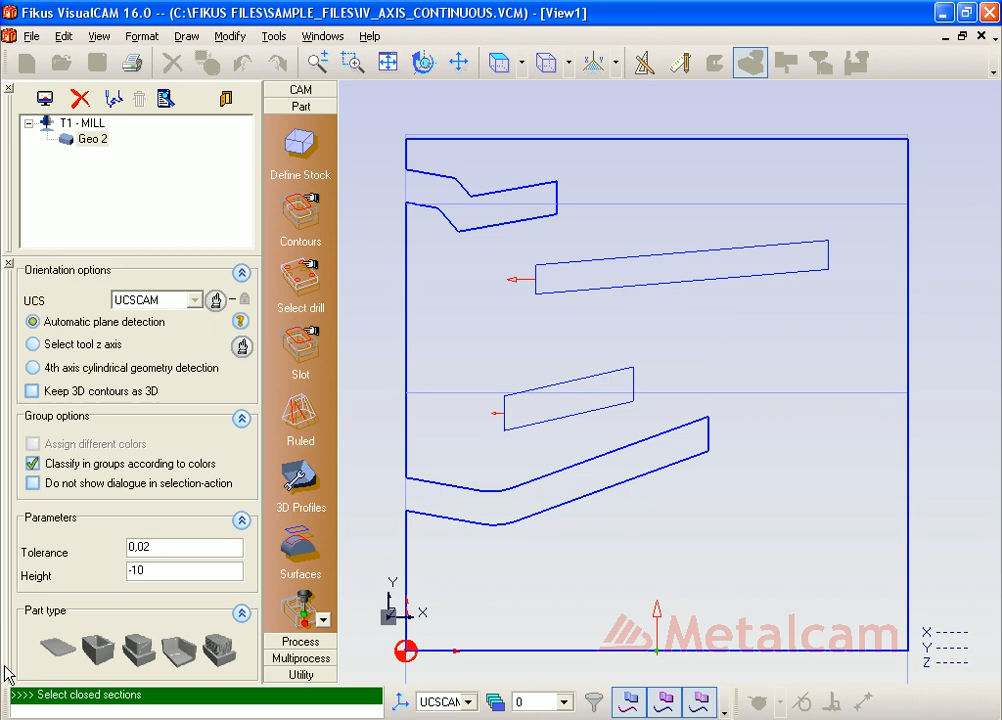 Fikus VisualCAM 16.0 -- (C:\FIKUS FILES\SAMPLE_FILES\IV_AXIS_CONTINUOUS.VCM) - [View1]
File Edit View Format Draw Modify Tools Windows Help
CAM
Part
T1 - MILL
Geo 2
Define Stock
Contours
Select drill
Slot
Ruled
3D Profiles
Surfaces
Process
Multiprocess
Utility
Orientation options
UCS UCSCAM
Automatic plane detection
Select tool z axis
4th axis cylindrical geometry detection
Keep 3D contours as 3D
Group options
Assign different colors
Classify in groups according to colors
Do not show dialogue in selection-action
Parameters
Tolerance 0,02
Height -10
Part type
Y
X
Metalcam
X -----
Y -----
Z -----
>>>> Select closed sections
UCSCAM 0